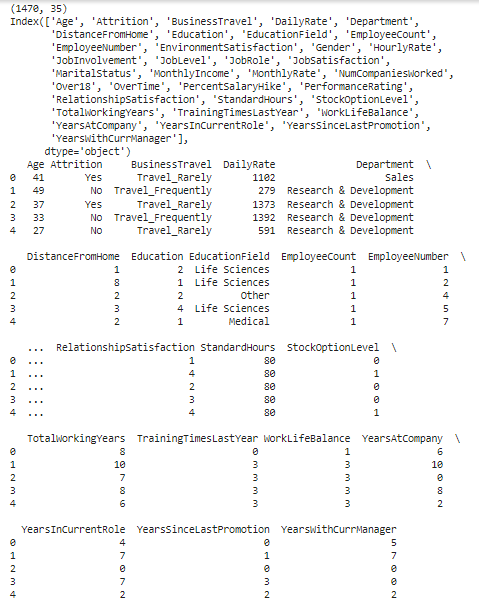 (1470, 35)
Index(['Age', 'Attrition', 'BusinessTravel', 'DailyRate', 'Department',
       'DistanceFromHome', 'Education', 'EducationField', 'EmployeeCount',
       'EmployeeNumber', 'EnvironmentSatisfaction', 'Gender', 'HourlyRate',
       'JobInvolvement', 'JobLevel', 'JobRole', 'JobSatisfaction',
       'MaritalStatus', 'MonthlyIncome', 'MonthlyRate', 'NumCompaniesWorked',
       'Over18', 'OverTime', 'PercentSalaryHike', 'PerformanceRating',
       'RelationshipSatisfaction', 'StandardHours', 'StockOptionLevel',
       'TotalWorkingYears', 'TrainingTimesLastYear', 'WorkLifeBalance',
       'YearsAtCompany', 'YearsInCurrentRole', 'YearsSinceLastPromotion',
       'YearsWithCurrManager'],
      dtype='object')
   Age Attrition     BusinessTravel  DailyRate              Department  \
0   41       Yes      Travel_Rarely       1102                   Sales
1   49        No  Travel_Frequently        279  Research & Development
2   37       Yes      Travel_Rarely       1373  Research & Development
3   33        No  Travel_Frequently       1392  Research & Development
4   27        No      Travel_Rarely        591  Research & Development
   DistanceFromHome  Education EducationField  EmployeeCount  EmployeeNumber  \
0                 1          2  Life Sciences              1               1
1                 8          1  Life Sciences              1               2
2                 2          2          Other              1               4
3                 3          4  Life Sciences              1               5
4                 2          1        Medical              1               7
   ...  RelationshipSatisfaction StandardHours  StockOptionLevel  \
0  ...                         1            80                 0
1  ...                         4            80                 1
2  ...                         2            80                 0
3  ...                         3            80                 0
4  ...                         4            80                 1
   TotalWorkingYears  TrainingTimesLastYear WorkLifeBalance  YearsAtCompany  \
0                  8                      0               1               6
1                 10                      3               3              10
2                  7                      3               3               0
3                  8                      3               3               8
4                  6                      3               3               2
  YearsInCurrentRole  YearsSinceLastPromotion  YearsWithCurrManager
0                  4                        0                     5
1                  7                        1                     7
2                  0                        0                     0
3                  7                        3                     0
4                  2                        2                     2